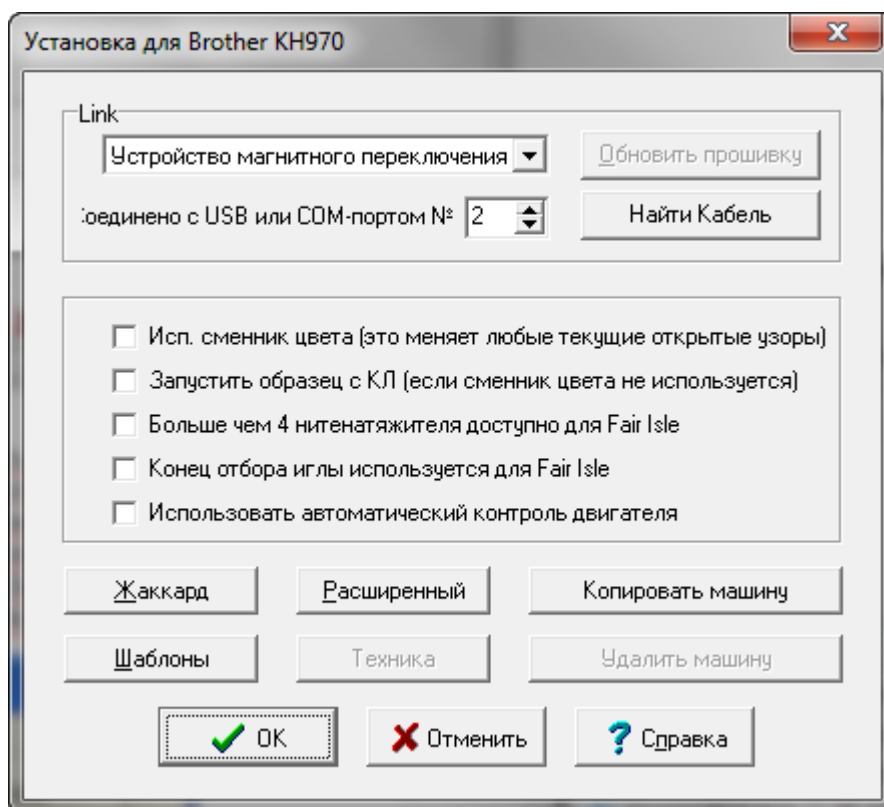 Установка для Brother KH970
Link
Устройство магнитного переключения
Обновить прошивку
оединено с USB или COM-портом №
2
Найти Кабель
Исп. сменник цвета (это меняет любые текущие открытые узоры)
Запустить образец с КЛ (если сменник цвета не используется)
Больше чем 4 нитенатяжителя доступно для Fair Isle
Конец отбора иглы используется для Fair Isle
Использовать автоматический контроль двигателя
Жаккард
Расширенный
Копировать машину
Шаблоны
Техника
Удалить машину
OK
Отменить
Справка